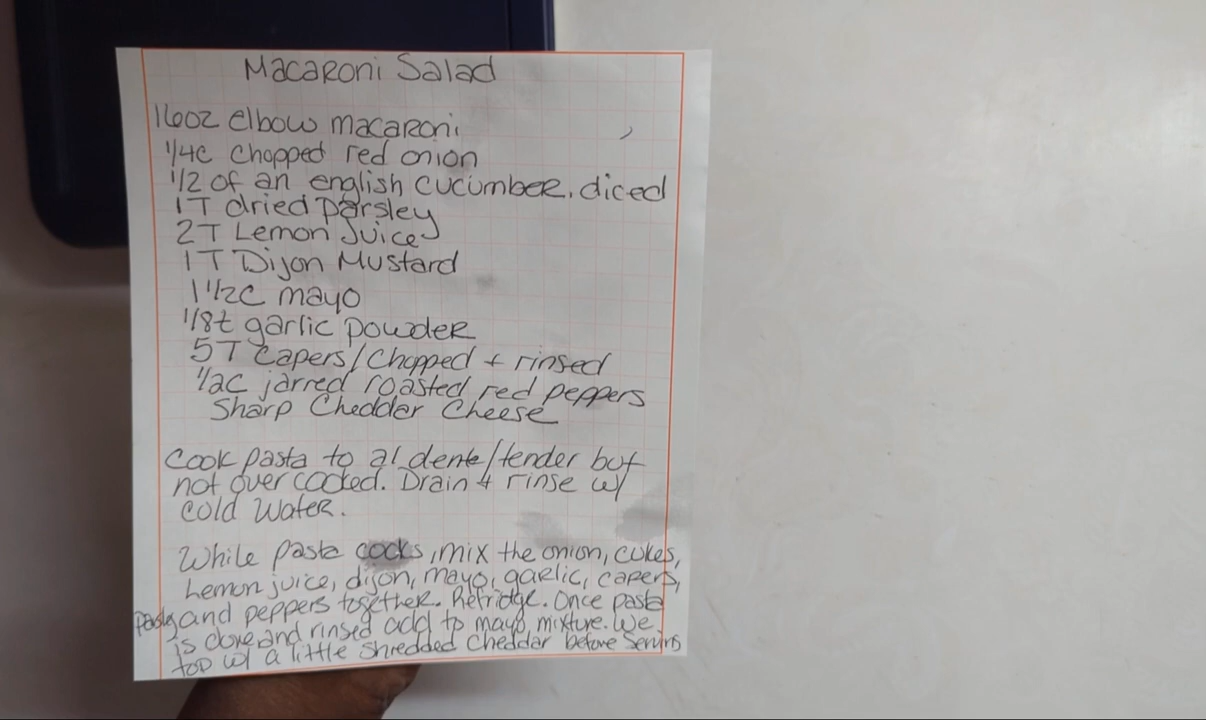 Macaroni Salad
16oz elbow macaroni
1/4c chopped red onion
1/2 of an english cucumber, diced
1T dried parsley
2T Lemon Juice
1T Dijon Mustard
1 1/2c mayo
1/8t garlic powder
5T capers/chopped + rinsed
1/2c jarred roasted red peppers
Sharp Cheddar Cheese
Cook pasta to al dente/tender but
not over cooked. Drain + rinse w/
cold water.
While pasta cooks, mix the onion, cukes,
Lemon juice, dijon, mayo, garlic, capers,
parsley and peppers together. Refridge. Once pasta
is done and rinsed add to mayo mixture. We
top w/ a little shredded cheddar before serving